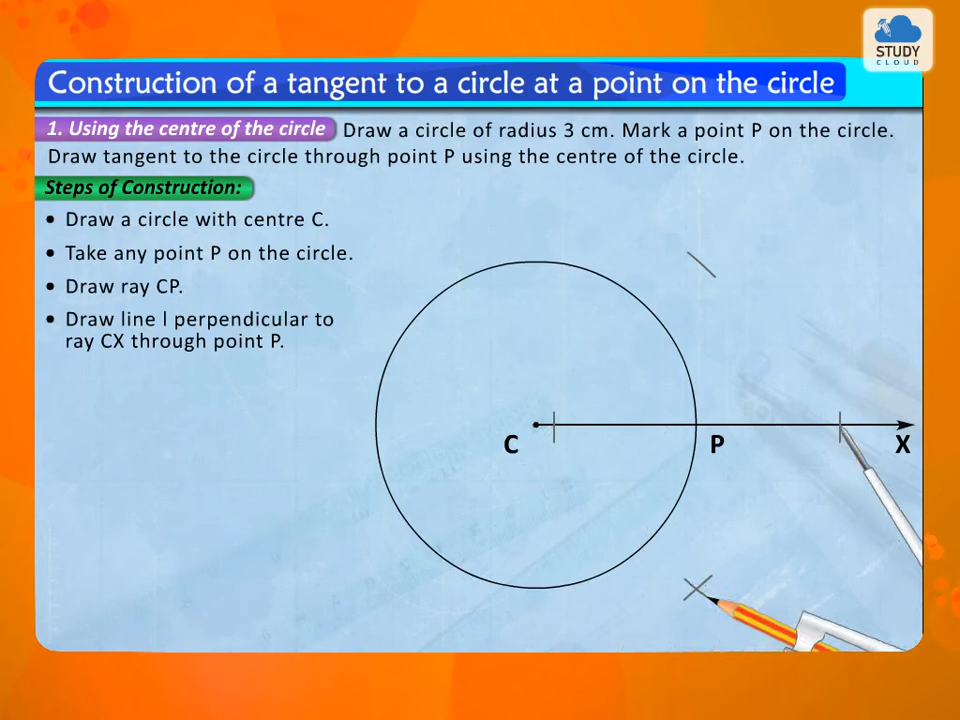 STUDY
CLOUD
Construction of a tangent to a circle at a point on the circle
1. Using the centre of the circle Draw a circle of radius 3 cm. Mark a point P on the circle.
Draw tangent to the circle through point P using the centre of the circle.
Steps of Construction:
• Draw a circle with centre C.
• Take any point P on the circle.
• Draw ray CP.
• Draw line l perpendicular to
ray CX through point P.
C P X